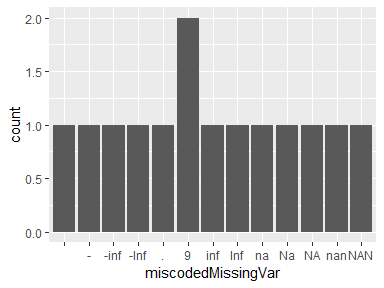 2.0
1.5
1.0
0.5
0.0
count
- -inf -Inf . 9 inf Inf na Na NA nan NAN
miscodedMissingVar